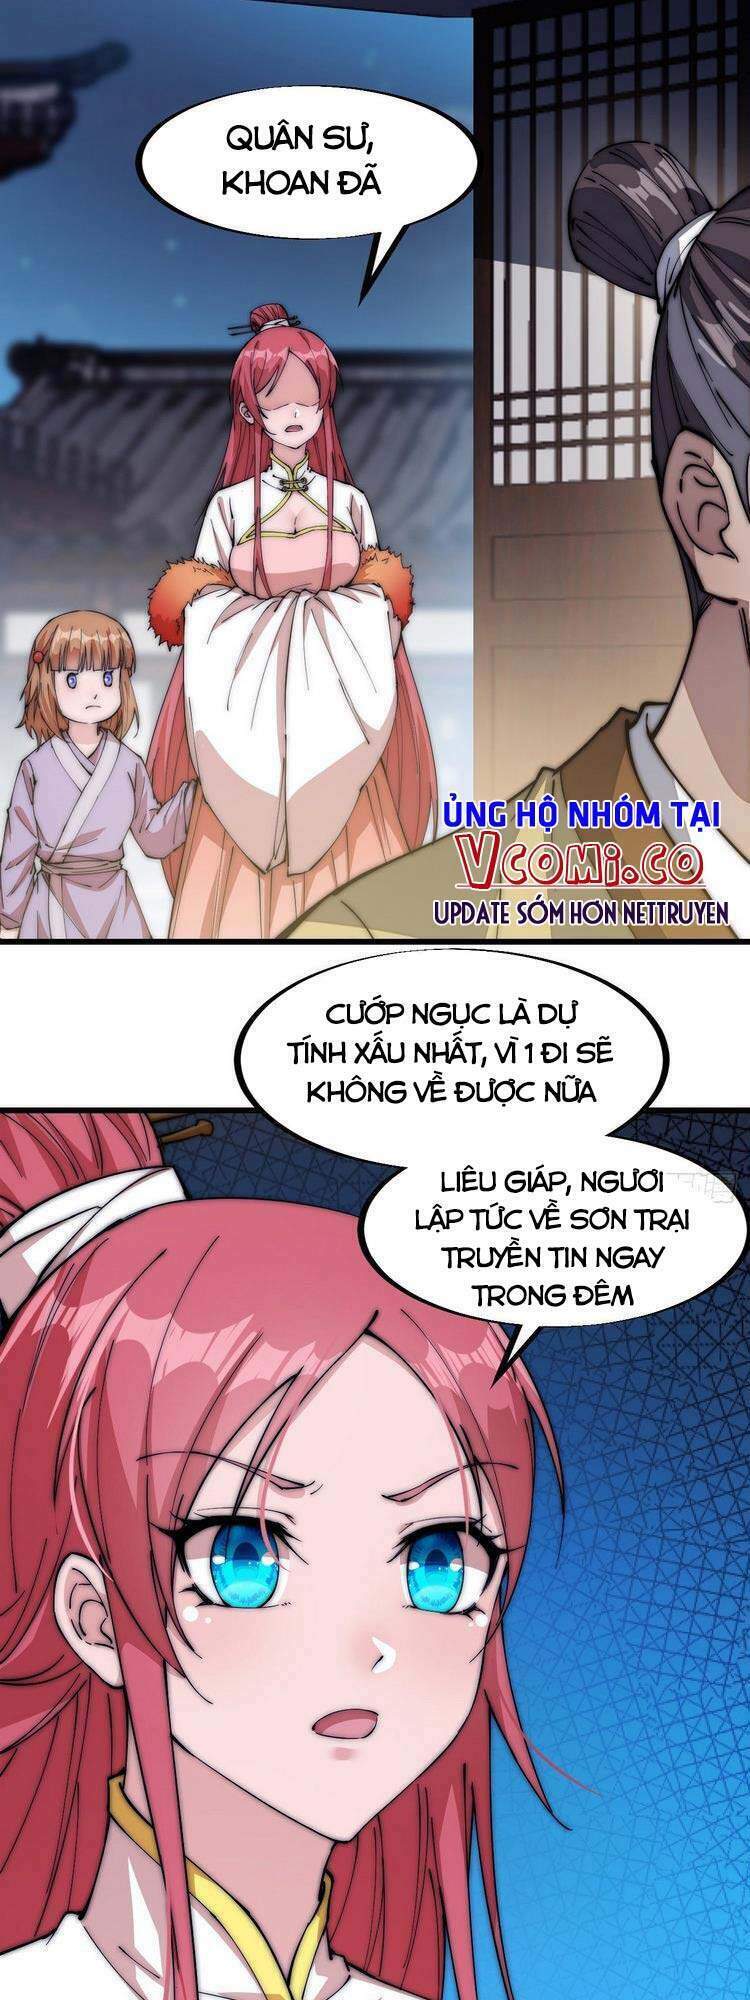 QUÂN SƯ,
KHOAN ĐÃ
ỦNG HỘ NHÓM TẠI
VCOMI.CO
UPDATE SỚM HƠN NETTRUYEN
CƯỚP NGỤC LÀ DỰ
TÍNH XẤU NHẤT, VÌ 1 ĐI SẼ
KHÔNG VỀ ĐƯỢC NỮA
LIÊU GIÁP, NGƯƠI
LẬP TỨC VỀ SƠN TRẠI
TRUYỀN TIN NGAY
TRONG ĐÊM